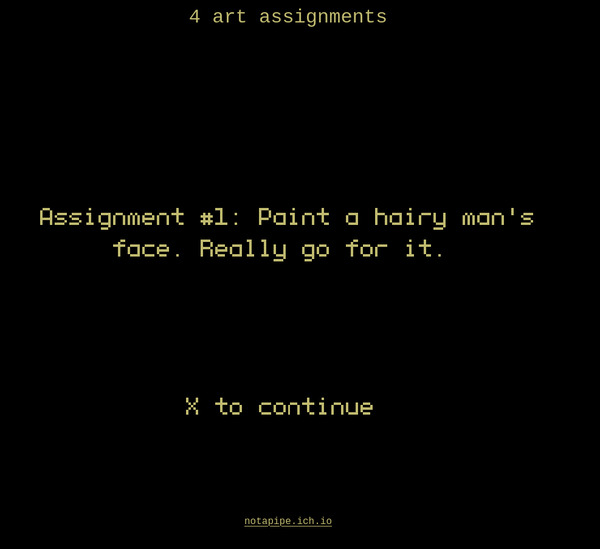 4 art assignments
Assignment #1: Paint a hairy man's
face. Really go for it.
X to continue
notapipe.ich.io